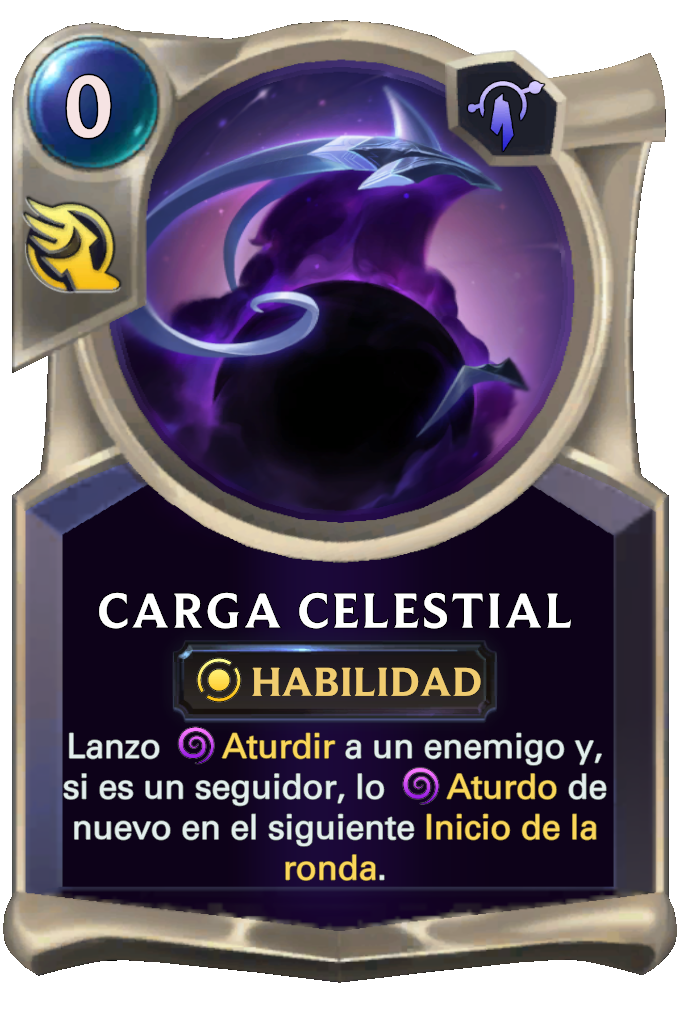 0
CARGA CELESTIAL
HABILIDAD
Lanzo Aturdir a un enemigo y,
si es un seguidor, lo Aturdo de
nuevo en el siguiente Inicio de la
ronda.